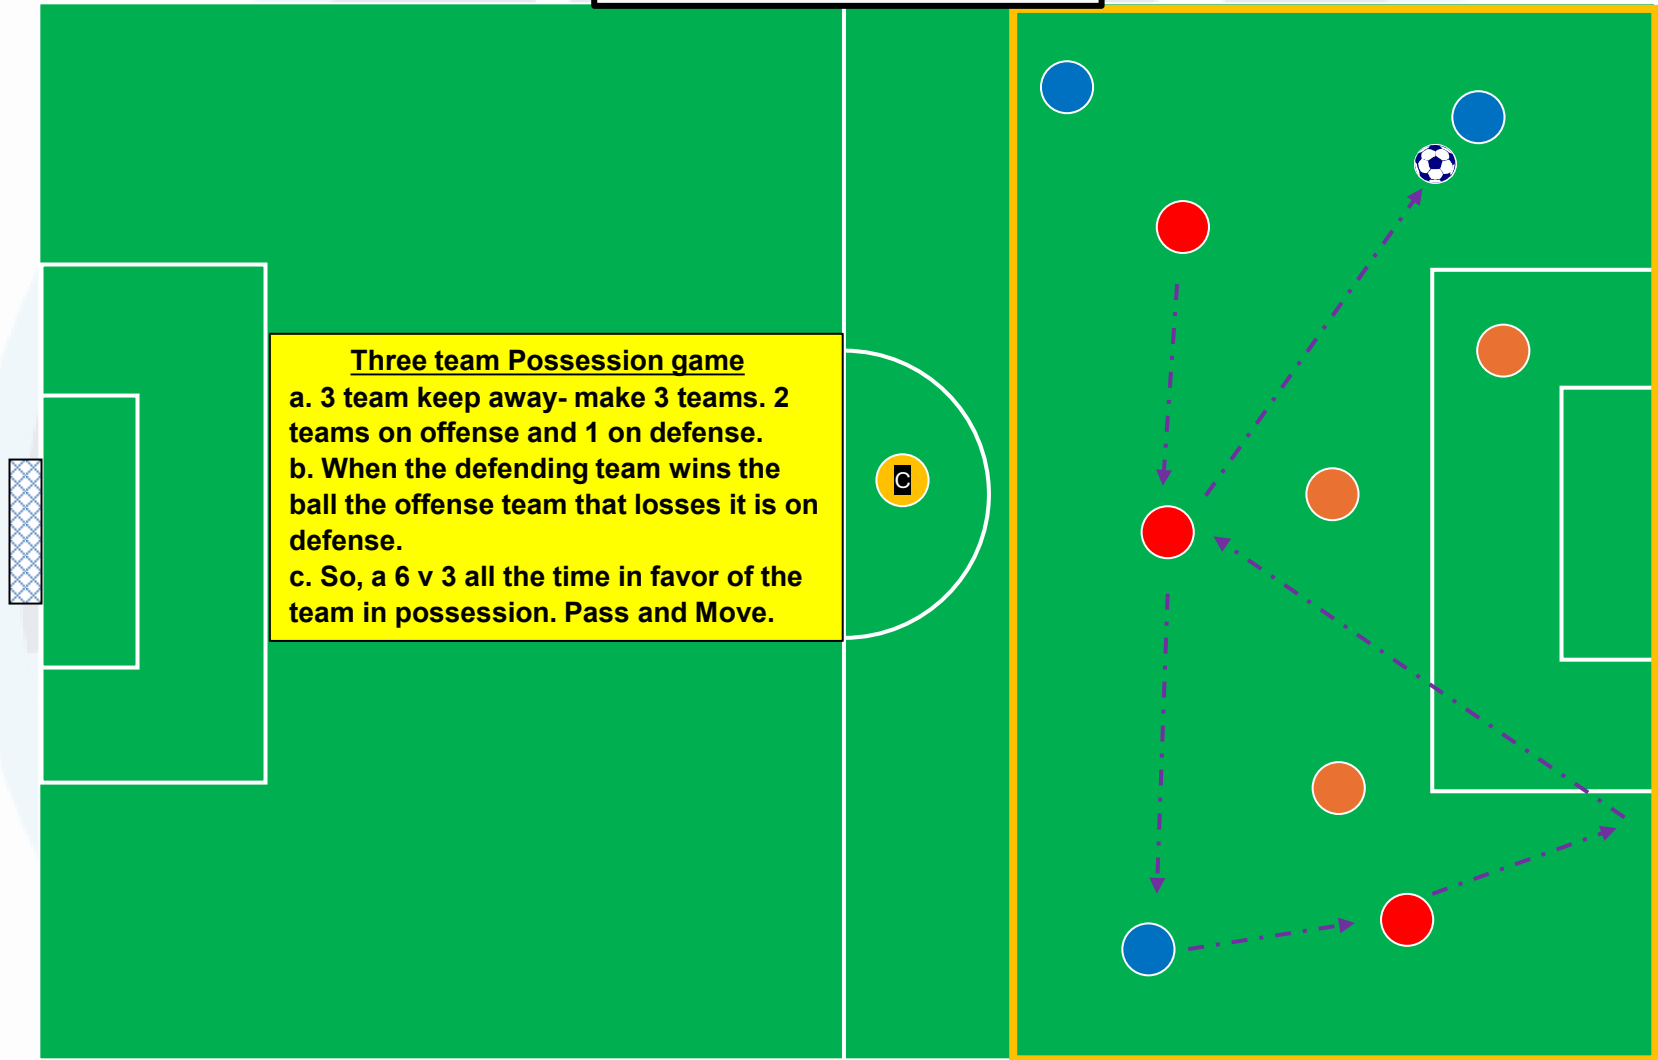 Three team Possession game
a. 3 team keep away- make 3 teams. 2
teams on offense and 1 on defense.
b. When the defending team wins the
ball the offense team that losses it is on
defense.
c. So, a 6 v 3 all the time in favor of the
team in possession. Pass and Move.
C